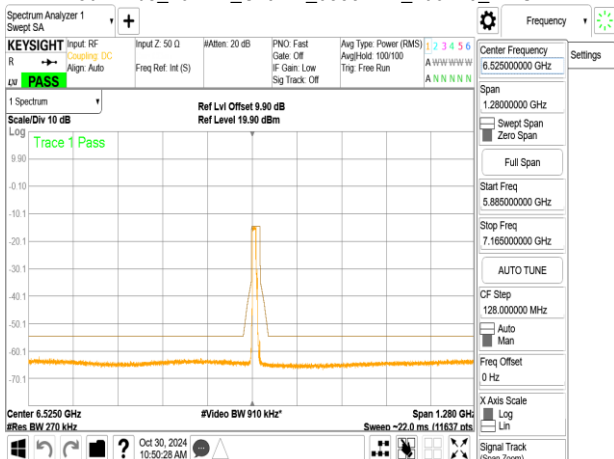 Spectrum Analyzer 1
Swept SA
Frequency
KEYSIGHT
R
LXI
PASS
Input: RF
Coupling: DC
Align: Auto
Input Z: 50 Ω
Freq Ref: Int (S)
#Atten: 20 dB
PNO: Fast
Gate: Off
IF Gain: Low
Sig Track: Off
Avg Type: Power (RMS)
Avg|Hold: 100/100
Trig: Free Run
1 2 3 4 5 6
A W W W W W
A N N N N N
1 Spectrum
Scale/Div 10 dB
Log
Ref Lvl Offset 9.90 dB
Ref Level 19.90 dBm
Trace 1 Pass
9.90
-0.10
-10.1
-20.1
-30.1
-40.1
-50.1
-60.1
-70.1
Center 6.5250 GHz
#Res BW 270 kHz
#Video BW 910 kHz*
Span 1.280 GHz
Sweep ~22.0 ms (11637 pts)
Oct 30, 2024
10:50:28 AM
Center Frequency
6.525000000 GHz
Span
1.28000000 GHz
Swept Span
Zero Span
Full Span
Start Freq
5.885000000 GHz
Stop Freq
7.165000000 GHz
AUTO TUNE
CF Step
128.000000 MHz
Auto
Man
Freq Offset
0 Hz
X Axis Scale
Log
Lin
Signal Track
(Span Zoom)
Settings